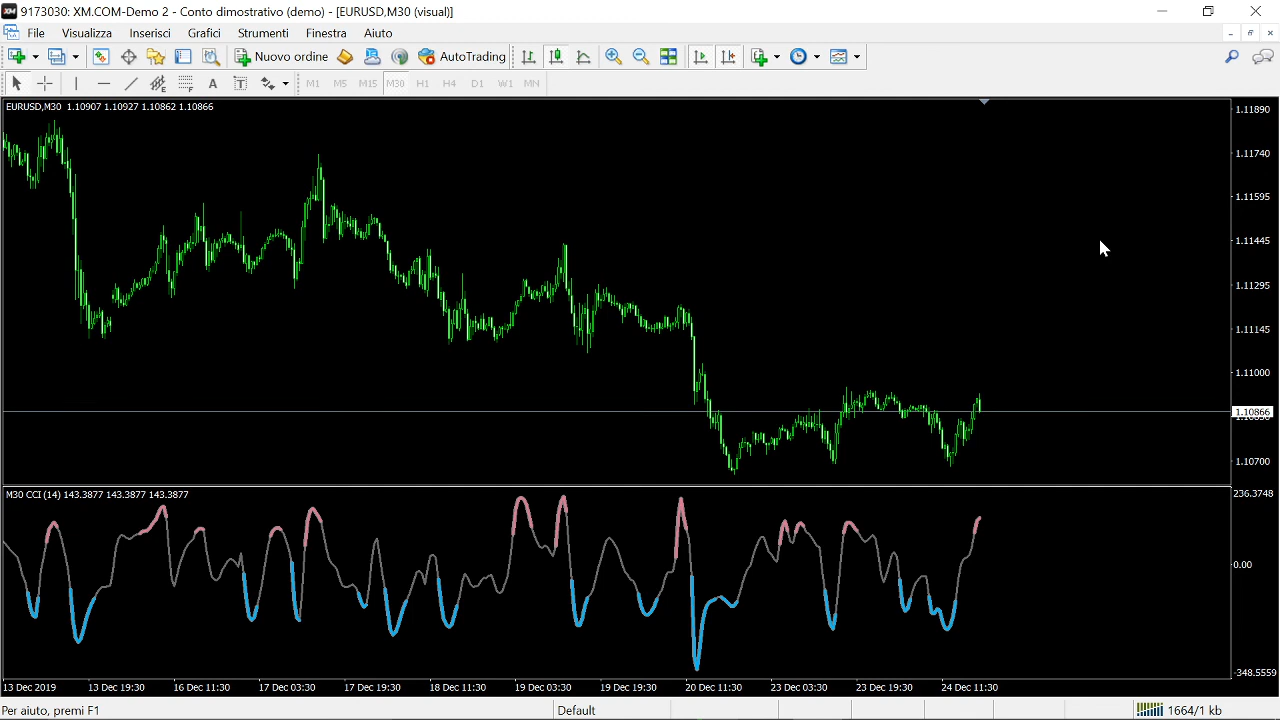 9173030: XM.COM-Demo 2 - Conto dimostrativo (demo) - [EURUSD,M30 (visual)]
File Visualizza Inserisci Grafici Strumenti Finestra Aiuto
Nuovo ordine AutoTrading
A T M1 M5 M15 M30 H1 H4 D1 W1 MN
EURUSD,M30 1.10907 1.10927 1.10862 1.10866
1.11890
1.11740
1.11595
1.11445
1.11295
1.11145
1.11000
1.10866
1.10700
M30 CCI (14) 143.3877 143.3877 143.3877
236.3748
0.00
-348.5559
13 Dec 2019 13 Dec 19:30 16 Dec 11:30 17 Dec 03:30 17 Dec 19:30 18 Dec 11:30 19 Dec 03:30 19 Dec 19:30 20 Dec 11:30 23 Dec 03:30 23 Dec 19:30 24 Dec 11:30
Per aiuto, premi F1 Default 1664/1 kb